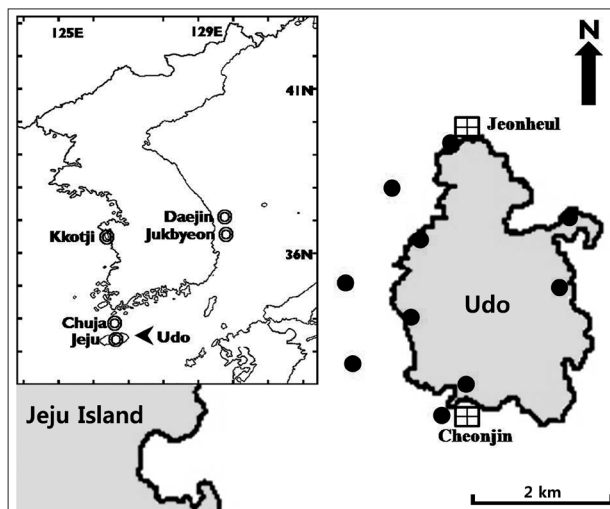 125E 129E
41N
Daejin
Jukbyeon
Kkotji
36N
Chuja
Jeju
Udo
N
Jeonheul
Udo
Cheonjin
Jeju Island
2 km